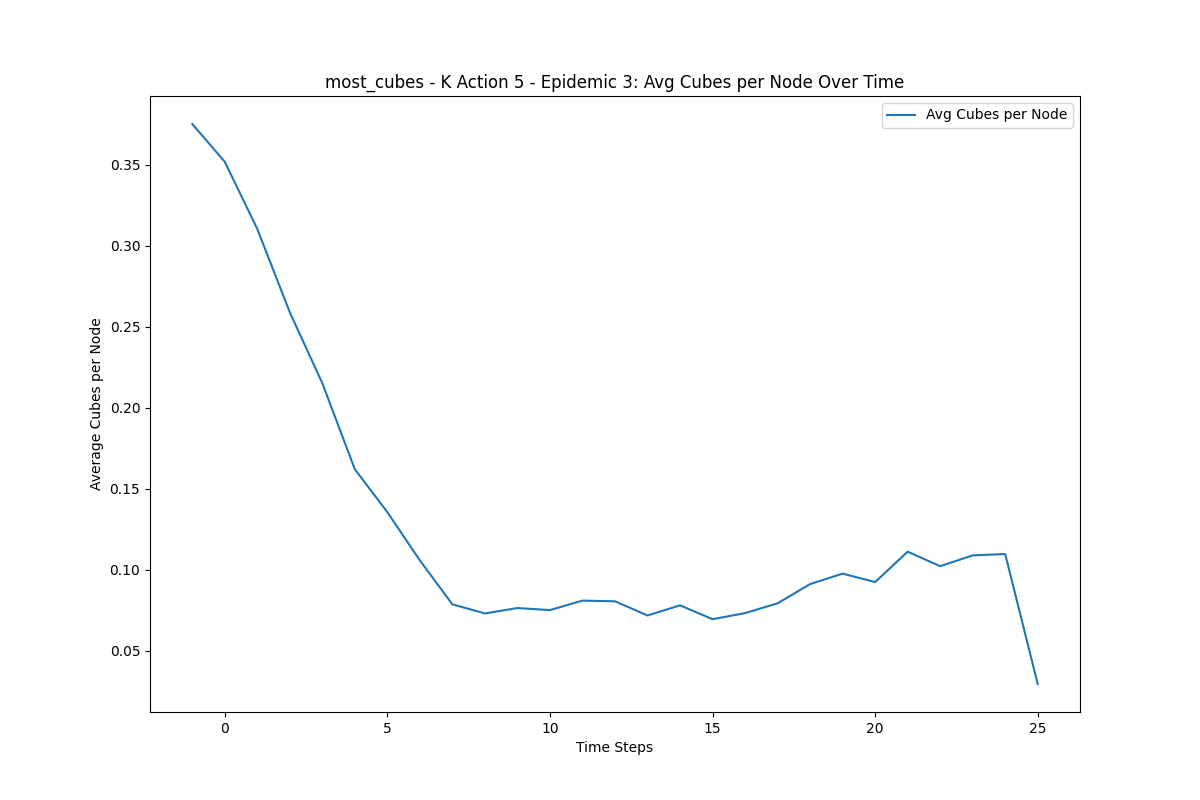 most_cubes - K Action 5 - Epidemic 3: Avg Cubes per Node Over Time
Avg Cubes per Node
Average Cubes per Node
0.35
0.30
0.25
0.20
0.15
0.10
0.05
0 5 10 15 20 25
Time Steps